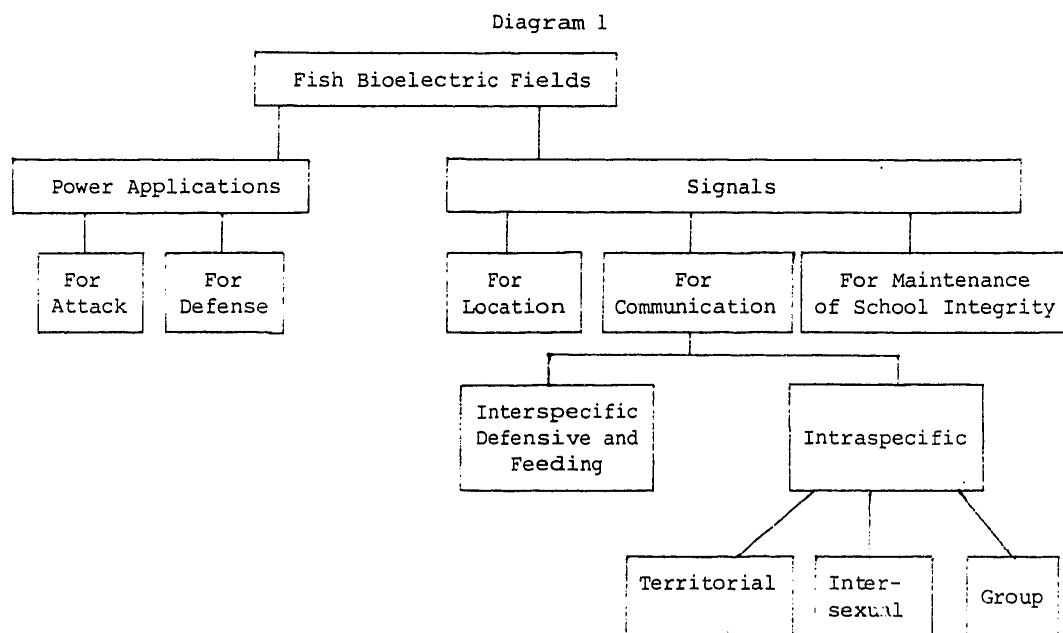 Diagram 1
Fish Bioelectric Fields
Power Applications
Signals
For
Attack
For
Defense
For
Location
For
Communication
For Maintenance
of School Integrity
Interspecific
Defensive and
Feeding
Intraspecific
Territorial
Inter-
sexual
Group